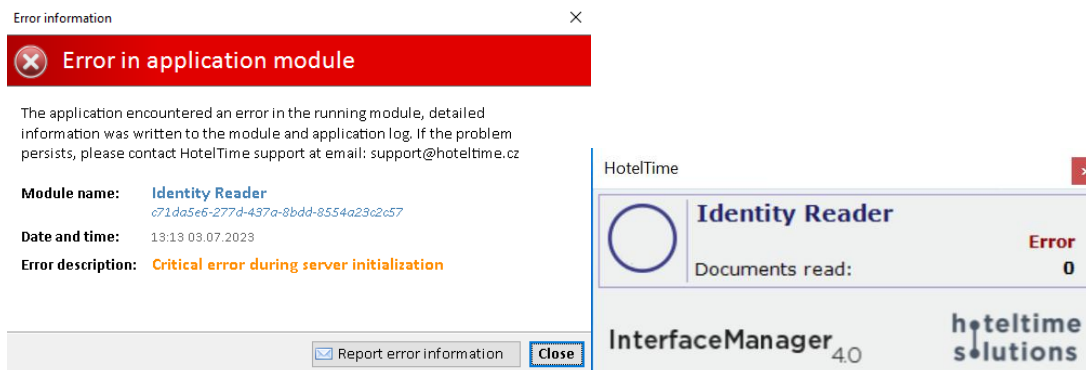 Error information
Error in application module
The application encountered an error in the running module, detailed
information was written to the module and application log. If the problem
persists, please contact HotelTime support at email: support@hoteltime.cz
Module name: Identity Reader
c71da5e6-277d-437a-8bdd-8554a23c2c57
Date and time: 13:13 03.07.2023
Error description: Critical error during server initialization
Report error information Close
HotelTime
Identity Reader
Error
Documents read: 0
InterfaceManager 4.0
hoteltime
solutions